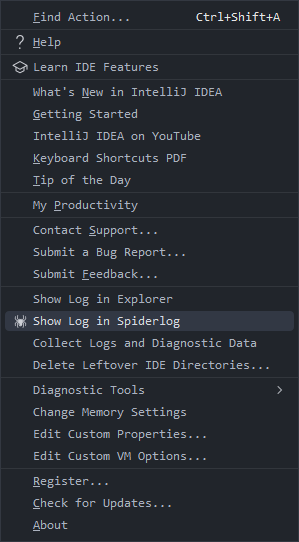 Find Action... Ctrl+Shift+A
Help
Learn IDE Features
What's New in IntelliJ IDEA
Getting Started
IntelliJ IDEA on YouTube
Keyboard Shortcuts PDF
Tip of the Day
My Productivity
Contact Support...
Submit a Bug Report...
Submit Feedback...
Show Log in Explorer
Show Log in Spiderlog
Collect Logs and Diagnostic Data
Delete Leftover IDE Directories...
Diagnostic Tools
Change Memory Settings
Edit Custom Properties...
Edit Custom VM Options...
Register...
Check for Updates...
About